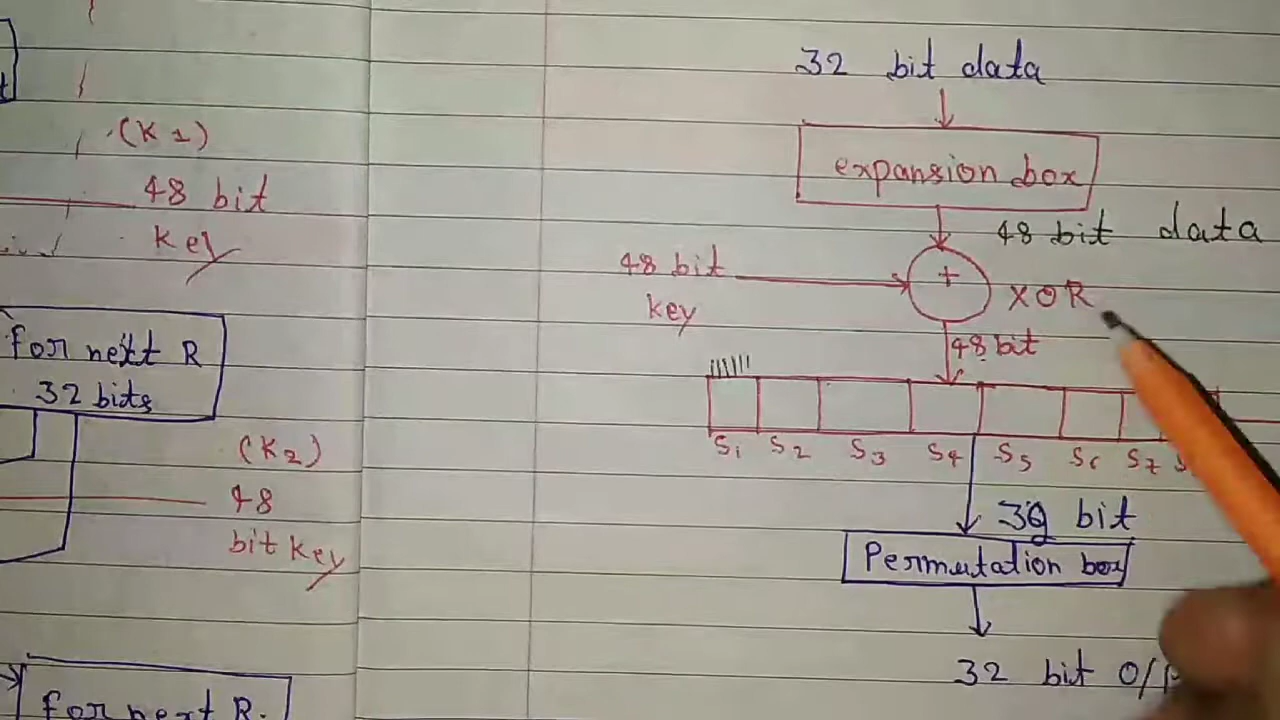 (K 1)
48 bit
key
for next R
32 bits
(K2)
48
bit key
for next R.
32 bit data
expansion box
48 bit data
48 bit
key
+
XOR
48 bit
S1 S2 S3 S4 S5 S6 S7
32 bit
Permutation box
32 bit O/P